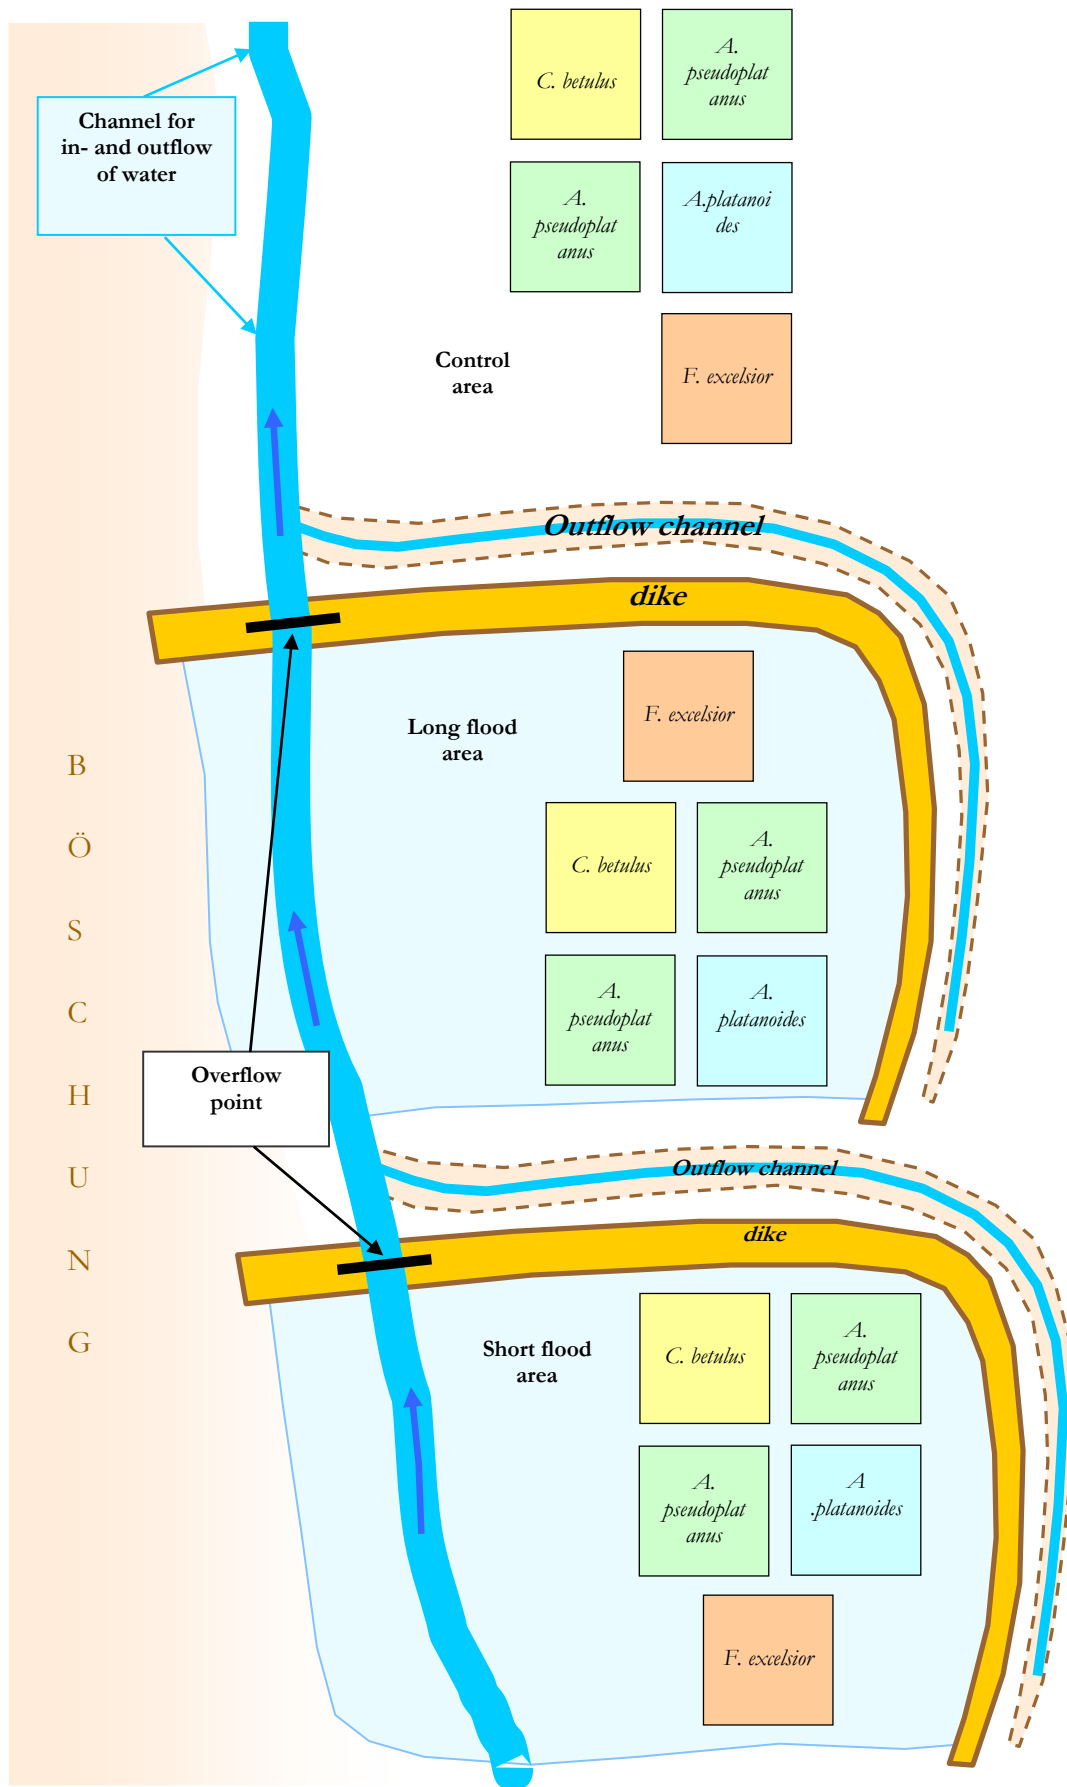 C. betulus
A.
pseudoplat
anus
Channel for
in- and outflow
of water
A.
pseudoplat
anus
A.platanoi
des
Control
area
F. excelsior
Outflow channel
dike
F. excelsior
Long flood
area
C. betulus
A.
pseudoplat
anus
A.
pseudoplat
anus
A.
platanoides
B
Ö
S
C
H
U
N
G
Overflow
point
Outflow channel
dike
Short flood
area
C. betulus
A.
pseudoplat
anus
A.
pseudoplat
anus
A
.platanoides
F. excelsior